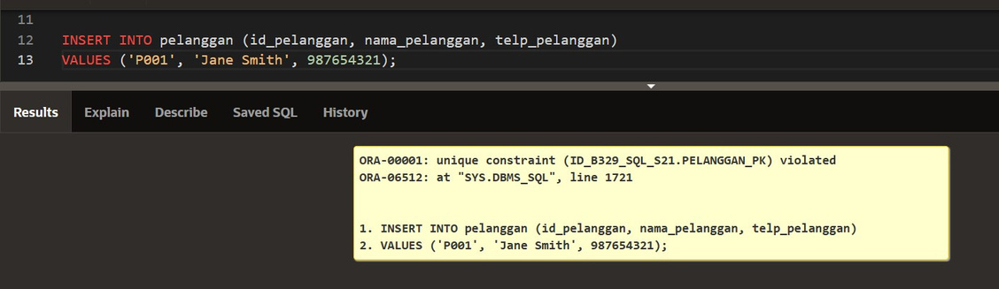 11
12 INSERT INTO pelanggan (id_pelanggan, nama_pelanggan, telp_pelanggan)
13 VALUES ('P001', 'Jane Smith', 987654321);
Results Explain Describe Saved SQL History
ORA-00001: unique constraint (ID_B329_SQL_S21.PELANGGAN_PK) violated
ORA-06512: at "SYS.DBMS_SQL", line 1721
1. INSERT INTO pelanggan (id_pelanggan, nama_pelanggan, telp_pelanggan)
2. VALUES ('P001', 'Jane Smith', 987654321);